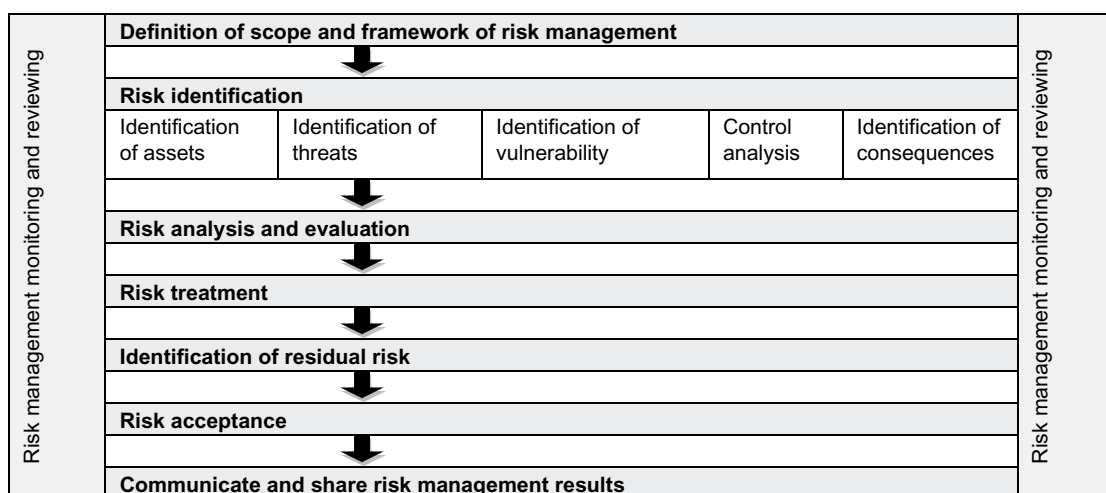 Risk management monitoring and reviewing
Definition of scope and framework of risk management
Risk identification
Identification
of assets
Identification of
threats
Identification of
vulnerability
Control
analysis
Identification of
consequences
Risk analysis and evaluation
Risk treatment
Identification of residual risk
Risk acceptance
Communicate and share risk management results
Risk management monitoring and reviewing